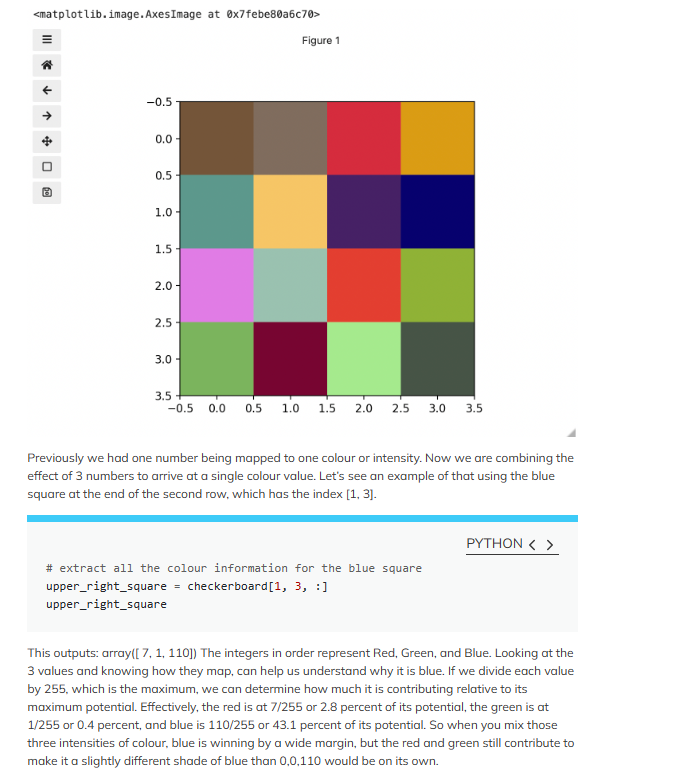 <matplotlib.image.AxesImage at 0x7febe80a6c70>
Figure 1
−0.5
0.0
0.5
1.0
1.5
2.0
2.5
3.0
3.5
−0.5 0.0 0.5 1.0 1.5 2.0 2.5 3.0 3.5
Previously we had one number being mapped to one colour or intensity. Now we are combining the
effect of 3 numbers to arrive at a single colour value. Let's see an example of that using the blue
square at the end of the second row, which has the index [1, 3].
PYTHON < >
# extract all the colour information for the blue square
upper_right_square = checkerboard[1, 3, :]
upper_right_square
This outputs: array([ 7, 1, 110]) The integers in order represent Red, Green, and Blue. Looking at the
3 values and knowing how they map, can help us understand why it is blue. If we divide each value
by 255, which is the maximum, we can determine how much it is contributing relative to its
maximum potential. Effectively, the red is at 7/255 or 2.8 percent of its potential, the green is at
1/255 or 0.4 percent, and blue is 110/255 or 43.1 percent of its potential. So when you mix those
three intensities of colour, blue is winning by a wide margin, but the red and green still contribute to
make it a slightly different shade of blue than 0,0,110 would be on its own.